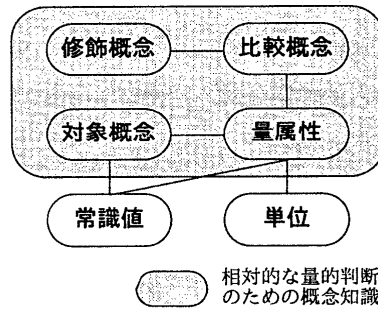 修飾概念
比較概念
対象概念
量属性
常識値
単位
相対的な量的判断
のための概念知識